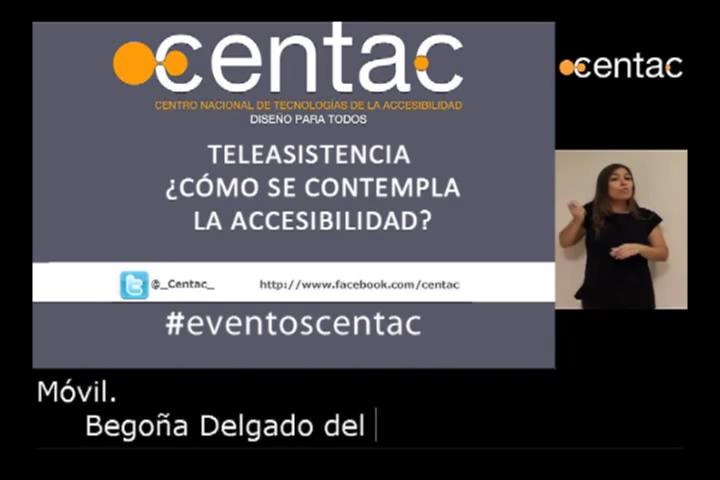 centac
CENTRO NACIONAL DE TECNOLOGÍAS DE LA ACCESIBILIDAD
DISEÑO PARA TODOS
TELEASISTENCIA
¿CÓMO SE CONTEMPLA
LA ACCESIBILIDAD?
@_Centac_
http://www.facebook.com/centac
#eventoscentac
centac
Móvil.
Begoña Delgado del